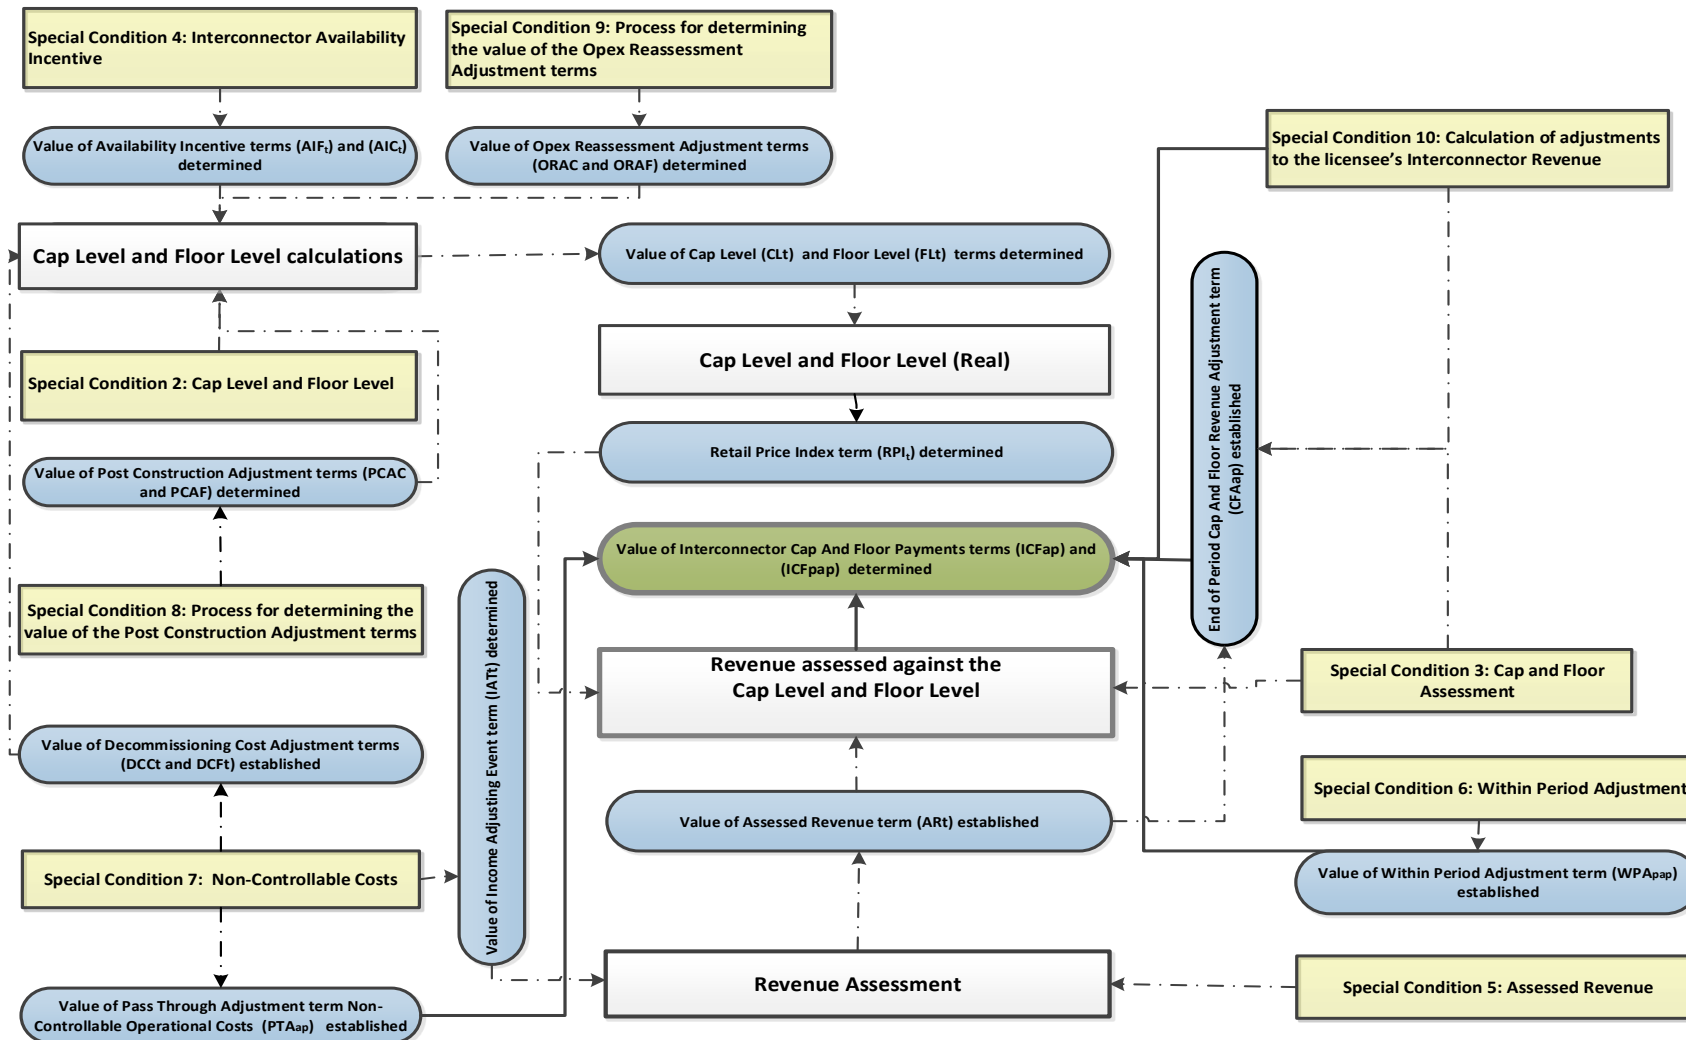 Special Condition 4: Interconnector Availability
Incentive
Special Condition 9: Process for determining
the value of the Opex Reassessment
Adjustment terms
Special Condition 10: Calculation of adjustments
to the licensee's Interconnector Revenue
Value of Availability Incentive terms (AIFt) and (AICt)
determined
Value of Opex Reassessment Adjustment terms
(ORAC and ORAF) determined
Cap Level and Floor Level calculations
Value of Cap Level (CLt) and Floor Level (FLt) terms determined
End of Period Cap And Floor Revenue Adjustment term
(CFAap) established
Cap Level and Floor Level (Real)
Special Condition 2: Cap Level and Floor Level
Retail Price Index term (RPIt) determined
Value of Post Construction Adjustment terms (PCAC
and PCAF) determined
Value of Interconnector Cap And Floor Payments terms (ICFap) and
(ICFpap) determined
Special Condition 8: Process for determining the
value of the Post Construction Adjustment terms
Value of Income Adjusting Event term (IATt) determined
Revenue assessed against the
Cap Level and Floor Level
Special Condition 3: Cap and Floor
Assessment
Value of Decommissioning Cost Adjustment terms
(DCCt and DCFt) established
Special Condition 6: Within Period Adjustment
Value of Assessed Revenue term (ARt) established
Special Condition 7: Non-Controllable Costs
Value of Within Period Adjustment term (WPApap)
established
Revenue Assessment
Special Condition 5: Assessed Revenue
Value of Pass Through Adjustment term Non-
Controllable Operational Costs (PTAap) established